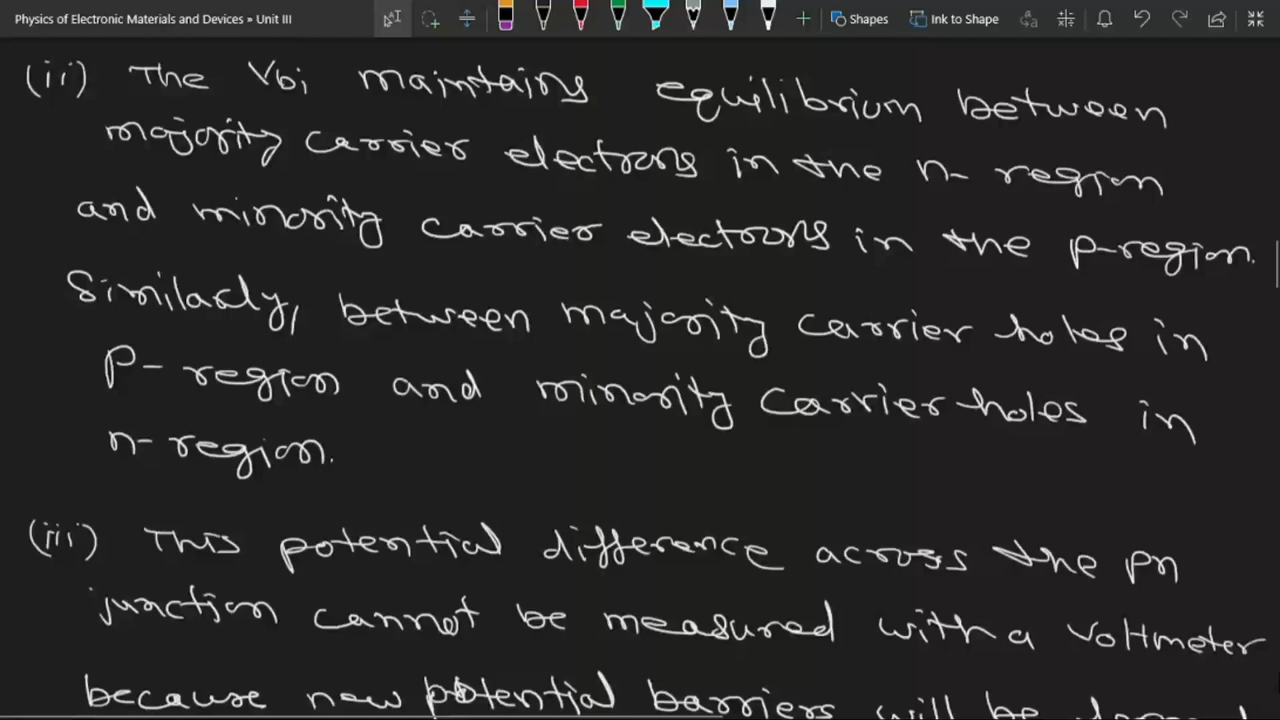 Physics of Electronic Materials and Devices » Unit III
Shapes
Ink to Shape
(ii) The Vbi maintains equilibrium between
majority carrier electrons in the n- region
and minority carrier electrons in the p-region.
Similarly, between majority carrier holes in
P- region and minority carrier holes in
n- region.
(iii) This potential difference across the pn
junction cannot be measured with a voltmeter
because new potential barriers will be